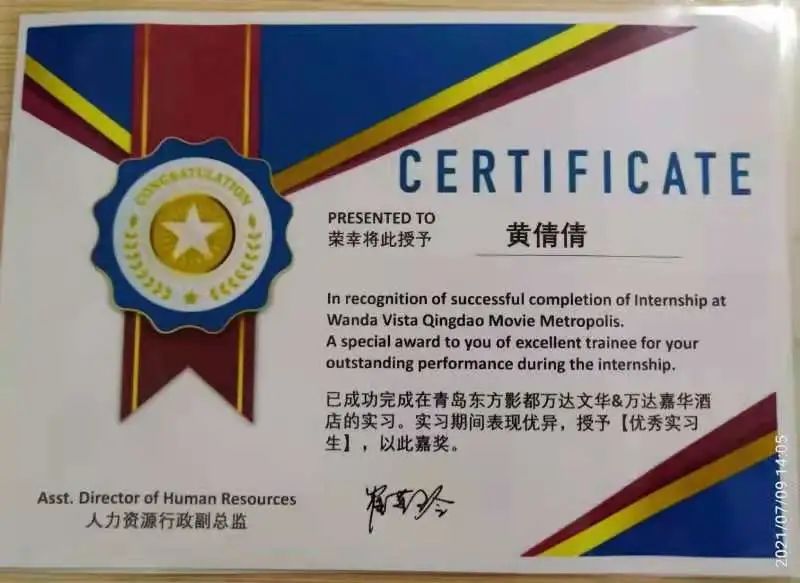 CONGRATULATION
CERTIFICATE
PRESENTED TO
荣幸将此授予
黄倩倩
In recognition of successful completion of Internship at
Wanda Vista Qingdao Movie Metropolis.
A special award to you of excellent trainee for your
outstanding performance during the internship.
已成功完成在青岛东方影都万达文华&万达嘉华酒
店的实习。实习期间表现优异，授予【优秀实习
生】，以此嘉奖。
Asst. Director of Human Resources
人力资源行政副总监
2021/07/09 14:05